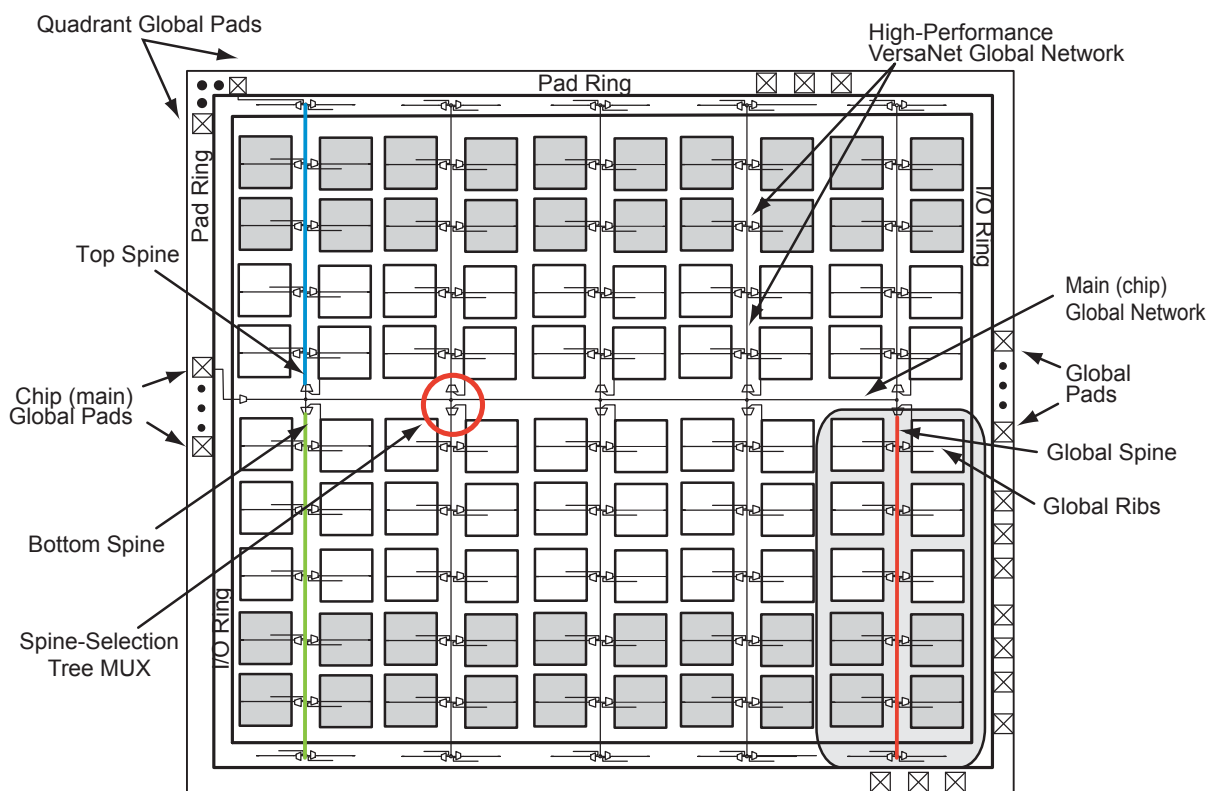 Quadrant Global Pads
High-Performance
VersaNet Global Network
Pad Ring
Pad Ring
I/O Ring
Top Spine
Main (chip)
Global Network
Chip (main)
Global Pads
Global
Pads
Global Spine
Global Ribs
Bottom Spine
I/O Ring
Spine-Selection
Tree MUX